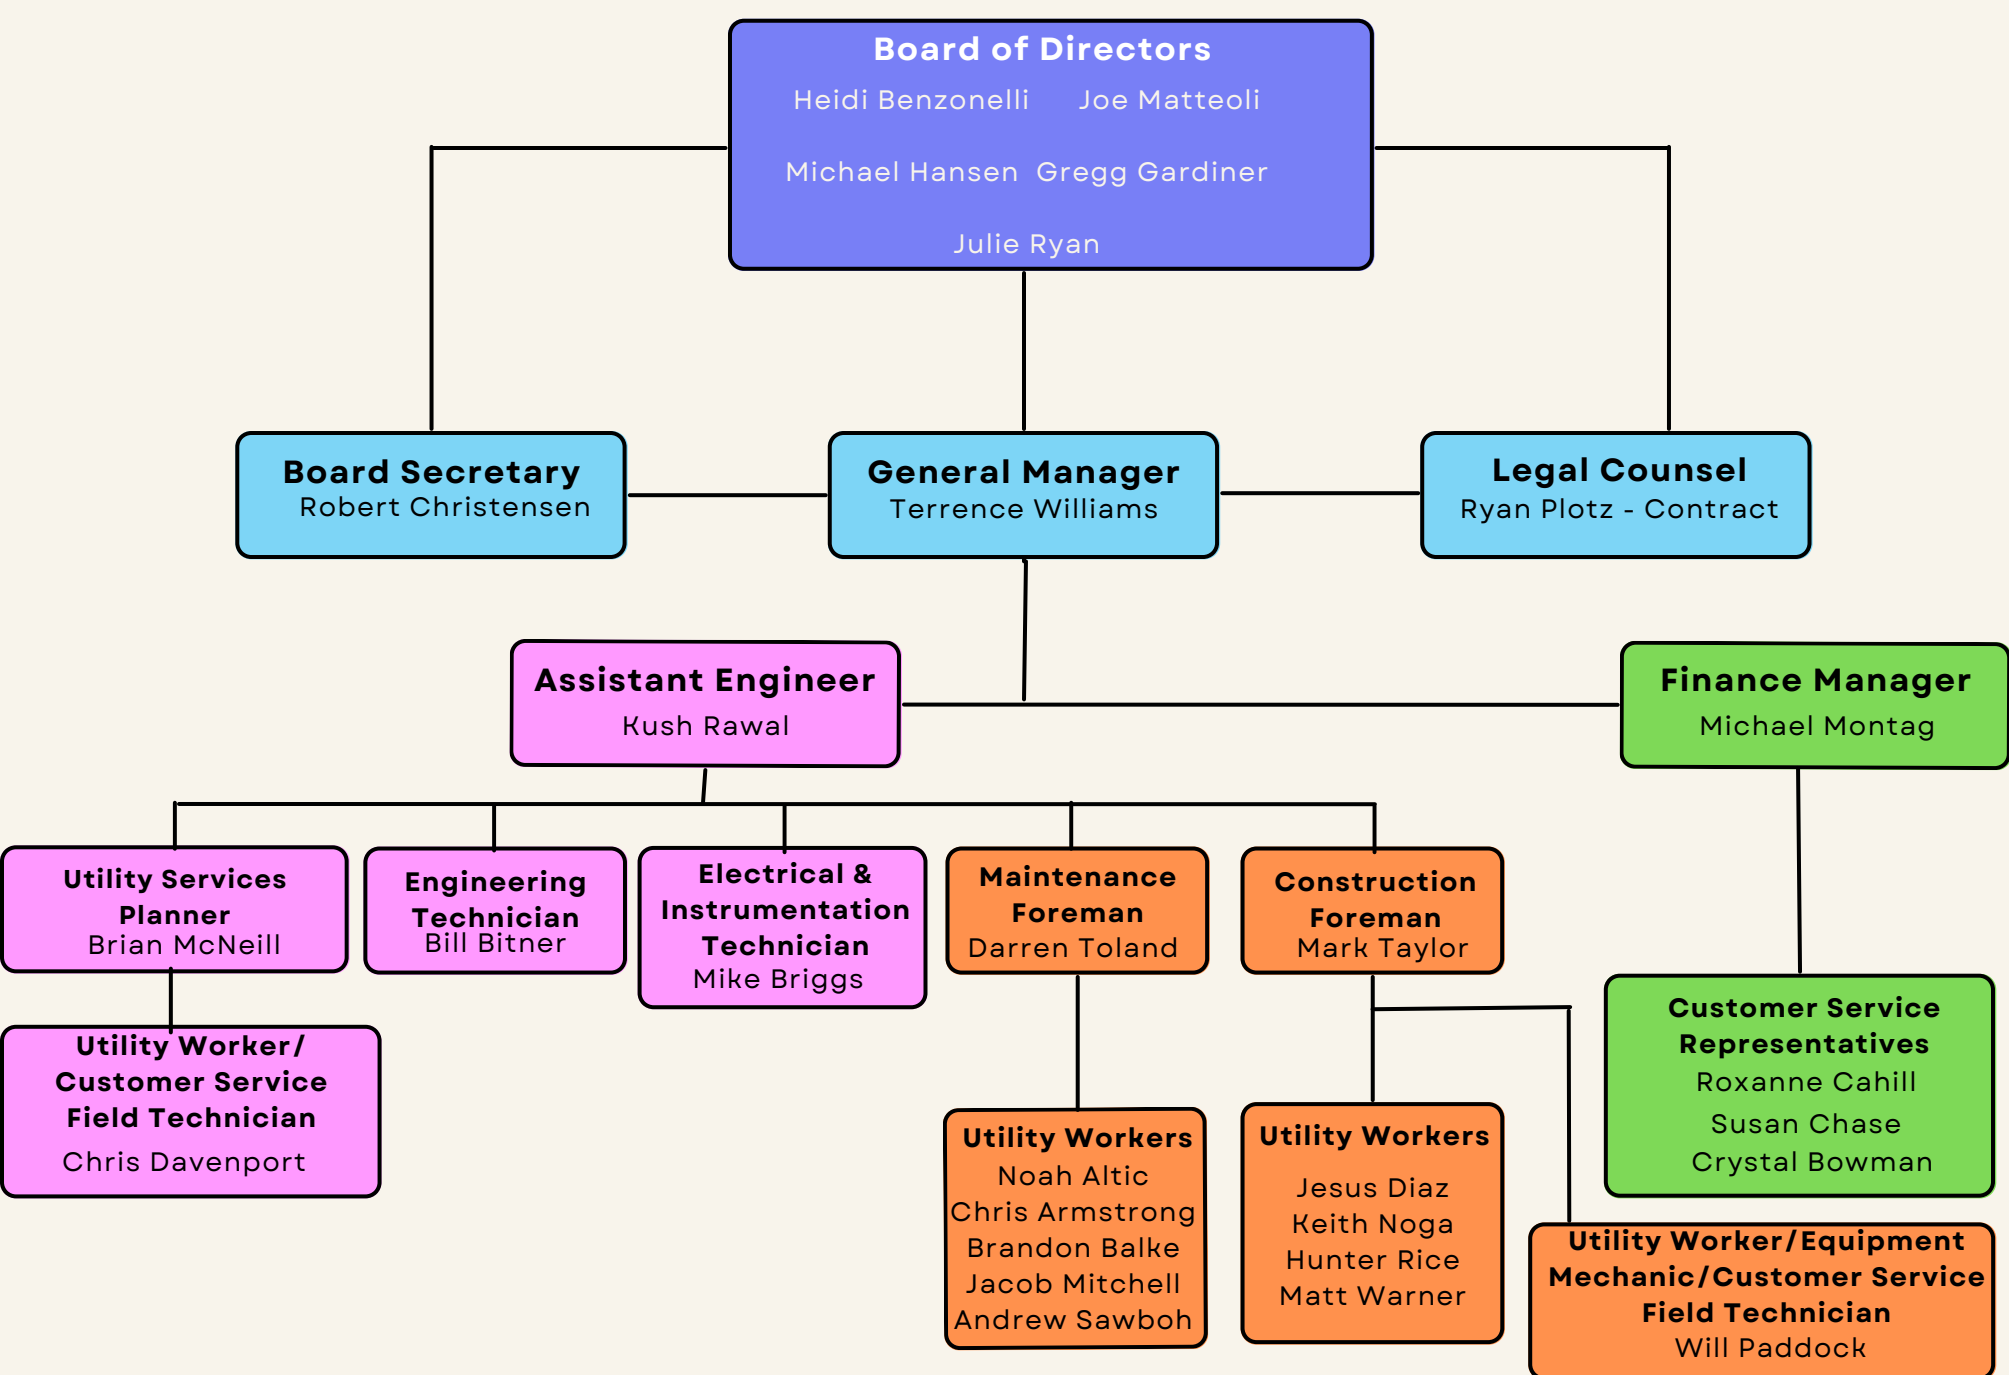 Board of Directors
Heidi Benzonelli Joe Matteoli
Michael Hansen Gregg Gardiner
Julie Ryan
Board Secretary
Robert Christensen
General Manager
Terrence Williams
Legal Counsel
Ryan Plotz - Contract
Assistant Engineer
Kush Rawal
Finance Manager
Michael Montag
Utility Services
Planner
Brian McNeill
Engineering
Technician
Bill Bitner
Electrical &
Instrumentation
Technician
Mike Briggs
Maintenance
Foreman
Darren Toland
Construction
Foreman
Mark Taylor
Utility Worker/
Customer Service
Field Technician
Chris Davenport
Utility Workers
Noah Altic
Chris Armstrong
Brandon Balke
Jacob Mitchell
Andrew Sawboh
Utility Workers
Jesus Diaz
Keith Noga
Hunter Rice
Matt Warner
Customer Service
Representatives
Roxanne Cahill
Susan Chase
Crystal Bowman
Utility Worker/Equipment
Mechanic/Customer Service
Field Technician
Will Paddock